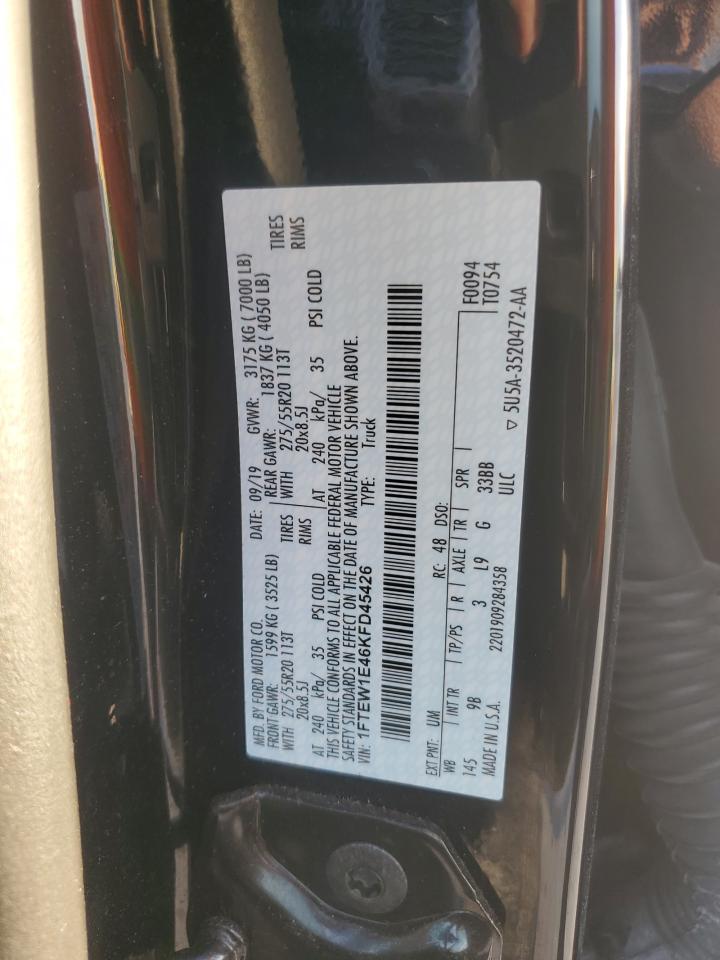 MFD. BY FORD MOTOR CO. DATE: 09/19 GVWR: 3175 KG ( 7000 LB)
FRONT GAWR: 1599 KG ( 3525 LB) REAR GAWR: 1837 KG ( 4050 LB)
WITH 275/55R20 113T TIRES WITH 275/55R20 113T TIRES
20x8.5J RIMS 20x8.5J RIMS
AT 240 kPa/ 35 PSI COLD AT 240 kPa/ 35 PSI COLD
THIS VEHICLE CONFORMS TO ALL APPLICABLE FEDERAL MOTOR VEHICLE
SAFETY STANDARDS IN EFFECT ON THE DATE OF MANUFACTURE SHOWN ABOVE.
VIN: 1FTEW1E46KFD45426 TYPE: Truck
EXT PNT: UM RC: 48 DSO: F0094
WB INT TR TP/PS R AXLE TR SPR T0754
145 9B 3 L9 G 33BB
MADE IN U.S.A. 2201909284358 ULC
▽ 5U5A-3520472-AA